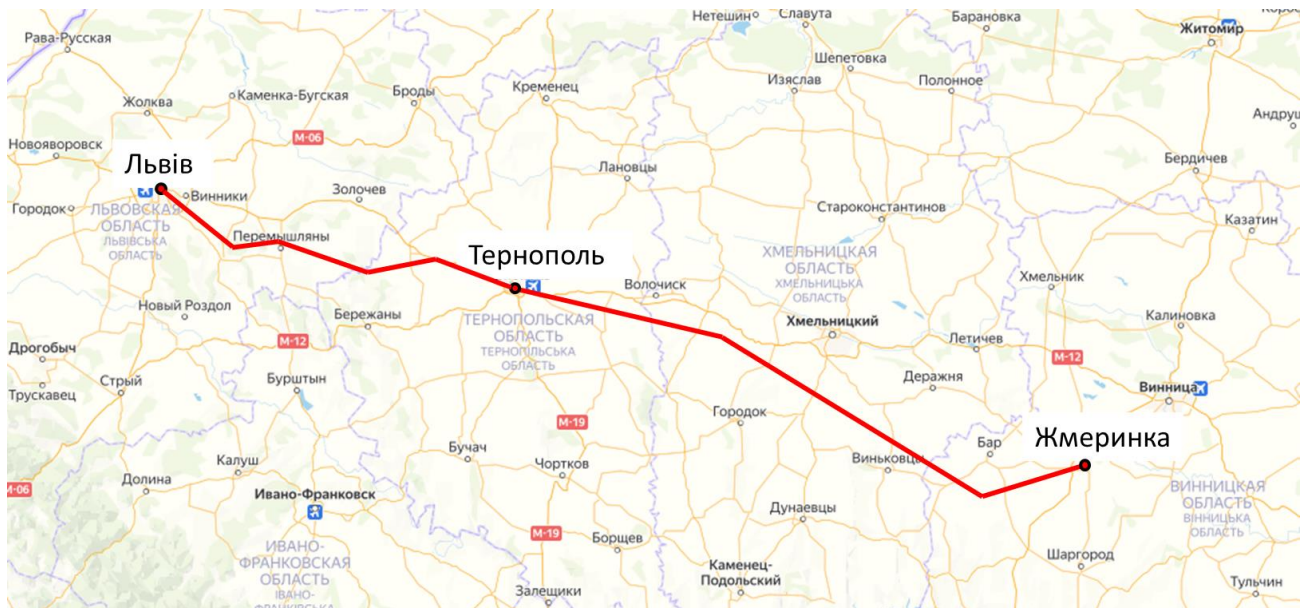 Нетешин
Славута
Барановка
Житомир
Рава-Русская
Шепетовка
Изяслав
Полонное
Каменка-Бугская
Броды
Кременец
Жолква
Андруш
М-06
Новояворовск
Львів
Бердичев
Лановцы
Золочев
Винники
Городок
ЛЬВОВСКАЯ
ОБЛАСТЬ
ЛЬВІВСЬКА
ОБЛАСТЬ
Староконстантинов
Казатин
Перемышляны
Тернополь
ХМЕЛЬНИЦКАЯ
ОБЛАСТЬ
ХМЕЛЬНИЦЬКА
ОБЛАСТЬ
Хмельник
Волочиск
Новый Роздол
Бережаны
ТЕРНОПОЛЬСКАЯ
ОБЛАСТЬ
ТЕРНОПІЛЬСЬКА
ОБЛАСТЬ
Хмельницкий
Калиновка
М-12
Летичев
Дрогобыч
М-12
Трускавец
Стрый
Бурштын
Деражня
Винница
М-19
Городок
Бар
Жмеринка
Бучач
Калуш
Чортков
Виньковцы
Долина
М-06
Ивано-Франковск
ВИННИЦКАЯ
ОБЛАСТЬ
ВІННИЦЬКА
ОБЛАСТЬ
Дунаевцы
М-19
Борщев
ИВАНО-
ФРАНКОВСКАЯ
ОБЛАСТЬ
ІВАНО-
ФРАНКІВСЬКА
Шаргород
Каменец-
Подольский
Залещики
Тульчин